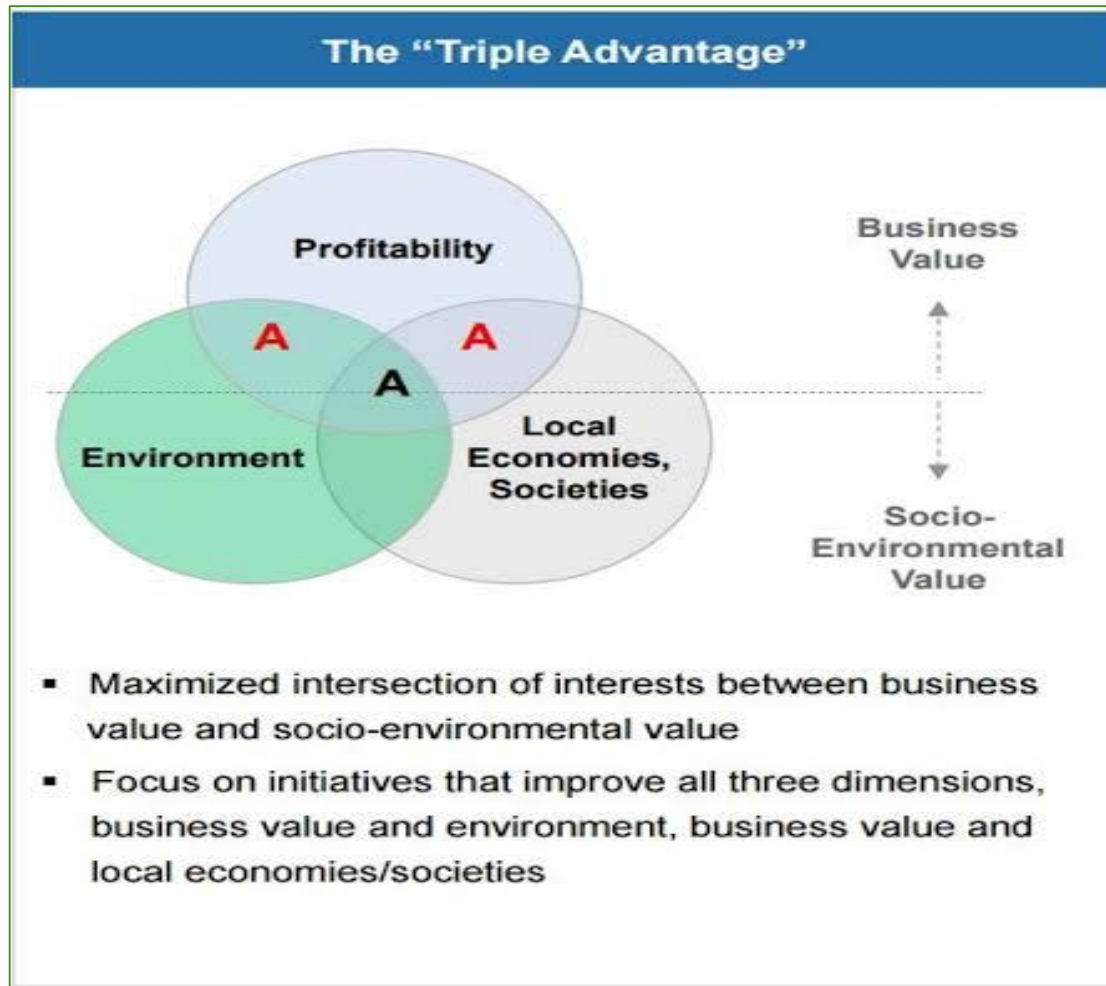 The “Triple Advantage”
Profitability
Business
Value
A
A
A
Environment
Local
Economies,
Societies
Socio-
Environmental
Value
▪ Maximized intersection of interests between business
value and socio-environmental value
▪ Focus on initiatives that improve all three dimensions,
business value and environment, business value and
local economies/societies